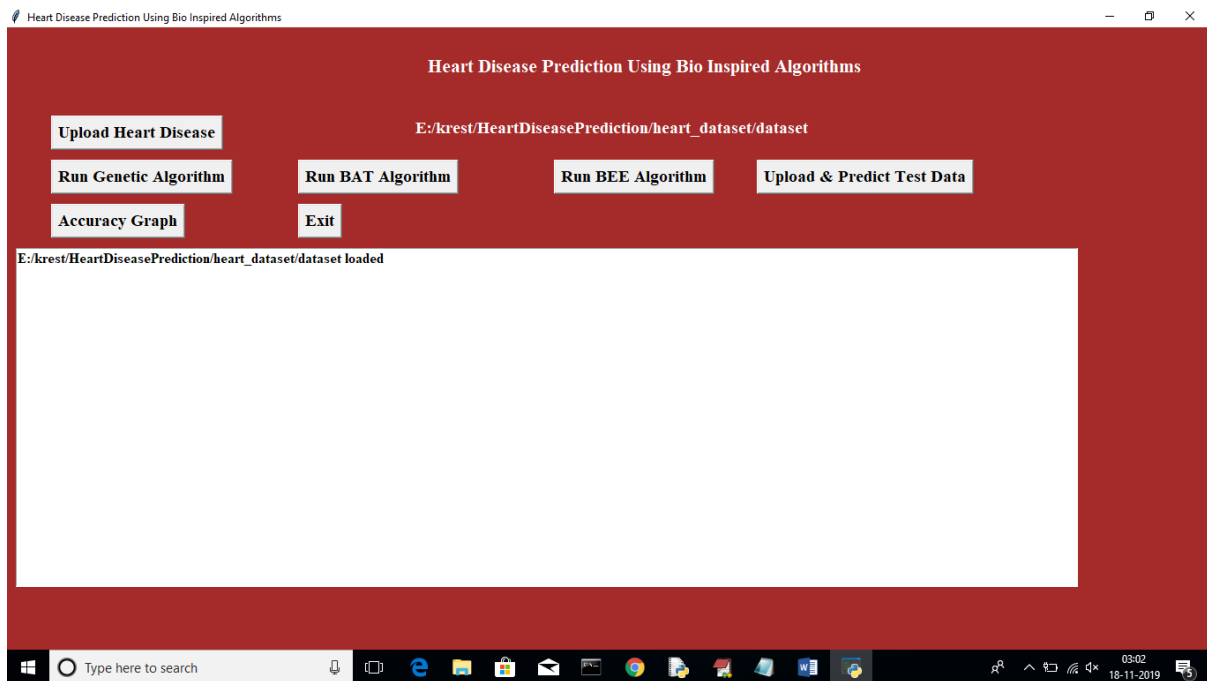 Heart Disease Prediction Using Bio Inspired Algorithms
Heart Disease Prediction Using Bio Inspired Algorithms
Upload Heart Disease
E:/krest/HeartDiseasePrediction/heart_dataset/dataset
Run Genetic Algorithm
Run BAT Algorithm
Run BEE Algorithm
Upload & Predict Test Data
Accuracy Graph
Exit
E:/krest/HeartDiseasePrediction/heart_dataset/dataset loaded
Type here to search
03:02
18-11-2019
5